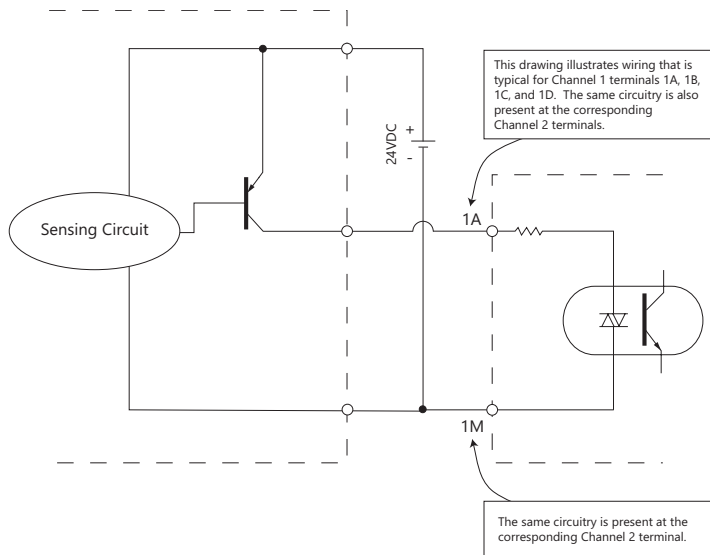 This drawing illustrates wiring that is
typical for Channel 1 terminals 1A, 1B,
1C, and 1D. The same circuitry is also
present at the corresponding
Channel 2 terminals.
24VDC
+
-
1A
Sensing Circuit
1M
The same circuitry is present at the
corresponding Channel 2 terminal.